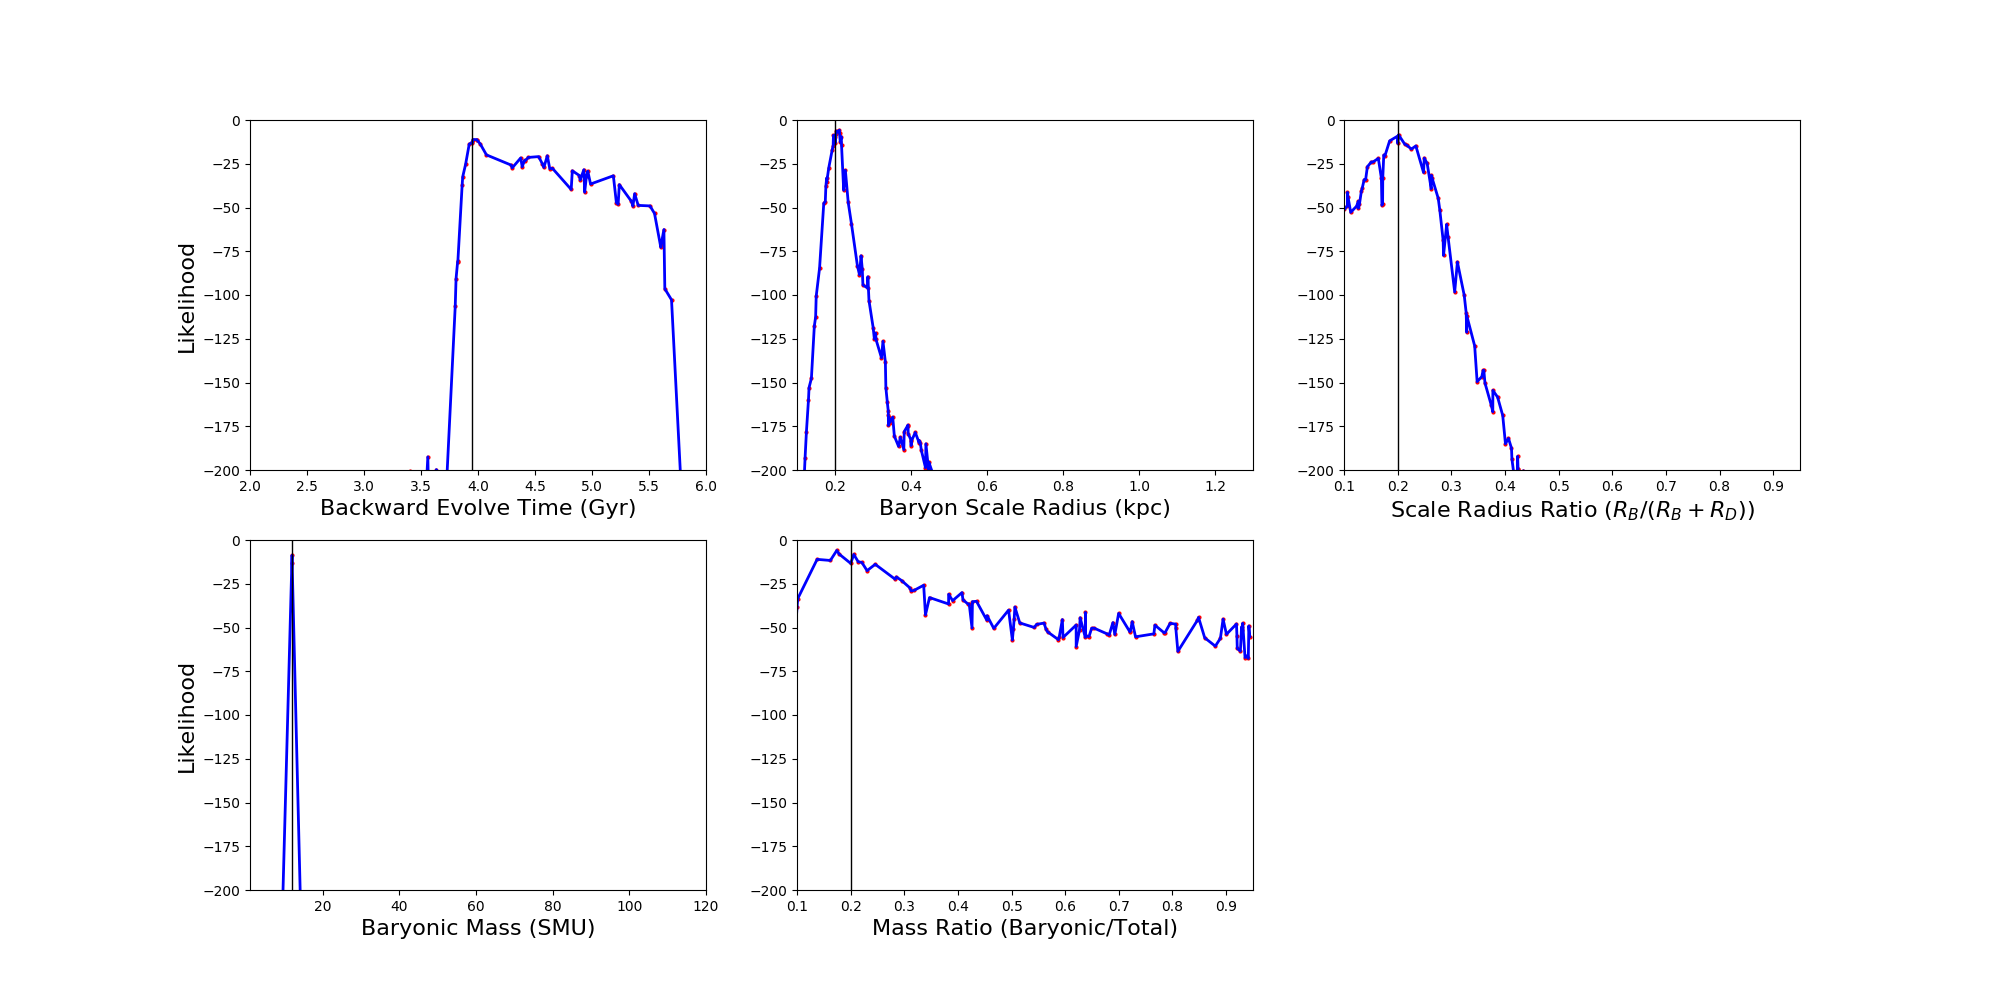 0 0 0
−25 −25 −25
−50 −50 −50
−75 −75 −75
−100 −100 −100
−125 −125 −125
−150 −150 −150
−175 −175 −175
−200 −200 −200
Likelihood
2.0 2.5 3.0 3.5 4.0 4.5 5.0 5.5 6.0 0.2 0.4 0.6 0.8 1.0 1.2 0.1 0.2 0.3 0.4 0.5 0.6 0.7 0.8 0.9
Backward Evolve Time (Gyr) Baryon Scale Radius (kpc) Scale Radius Ratio (R_B/(R_B + R_D))
0 0
−25 −25
−50 −50
−75 −75
−100 −100
−125 −125
−150 −150
−175 −175
−200 −200
Likelihood
20 40 60 80 100 120 0.1 0.2 0.3 0.4 0.5 0.6 0.7 0.8 0.9
Baryonic Mass (SMU) Mass Ratio (Baryonic/Total)